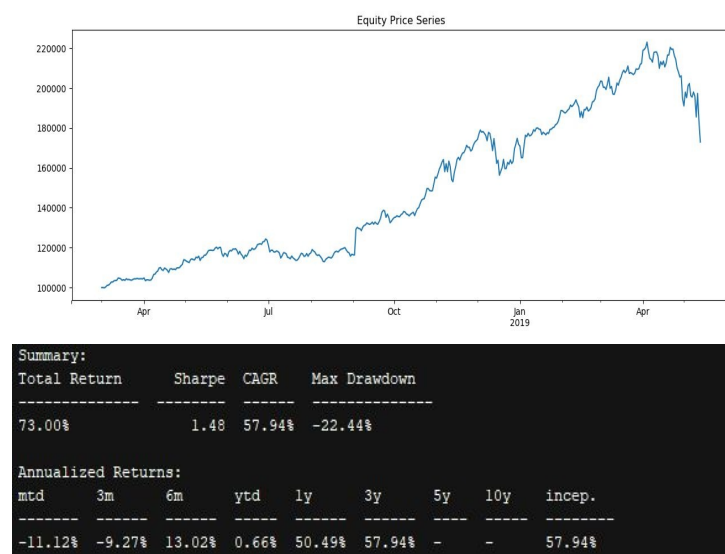 Equity Price Series
220000
200000
180000
160000
140000
120000
100000
Apr Jul Oct Jan Apr
2019
Summary:
Total Return Sharpe CAGR Max Drawdown
-------------- -------- ------ --------------
73.00% 1.48 57.94% -22.44%
Annualized Returns:
mtd 3m 6m ytd 1y 3y 5y 10y incep.
------- ------ ------ ----- ------ ------ ---- ----- --------
-11.12% -9.27% 13.02% 0.66% 50.49% 57.94% - - 57.94%